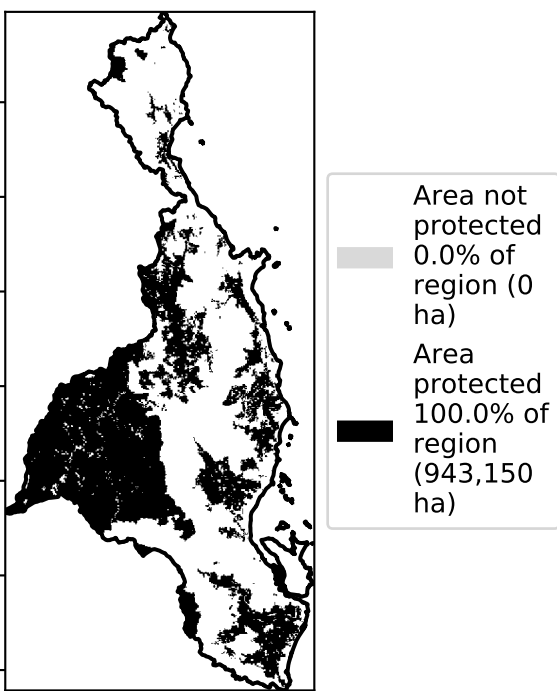 Area not
protected
0.0% of
region (0
ha)
Area
protected
100.0% of
region
(943,150
ha)